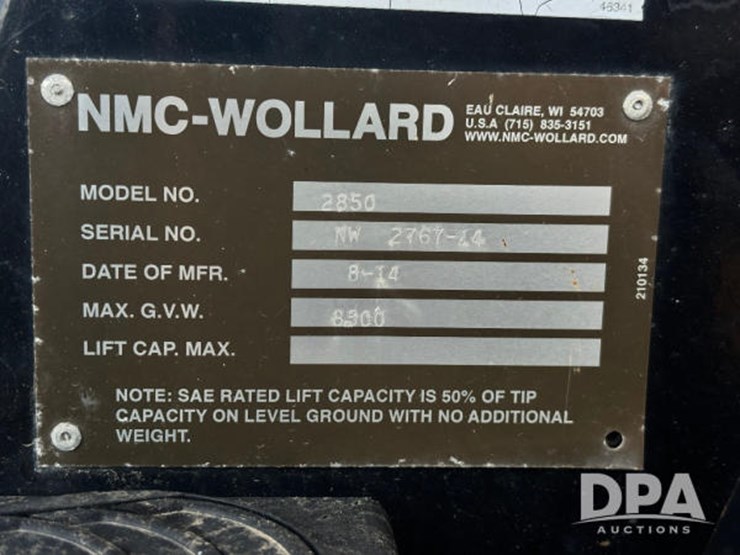 46341
NMC-WOLLARD
EAU CLAIRE, WI 54703
U.S.A (715) 835-3151
WWW.NMC-WOLLARD.COM
MODEL NO. 2850
SERIAL NO. NW 2767-14
DATE OF MFR. 8-14
MAX. G.V.W. 8300
LIFT CAP. MAX.
210134
NOTE: SAE RATED LIFT CAPACITY IS 50% OF TIP
CAPACITY ON LEVEL GROUND WITH NO ADDITIONAL
WEIGHT.
DPA
AUCTIONS